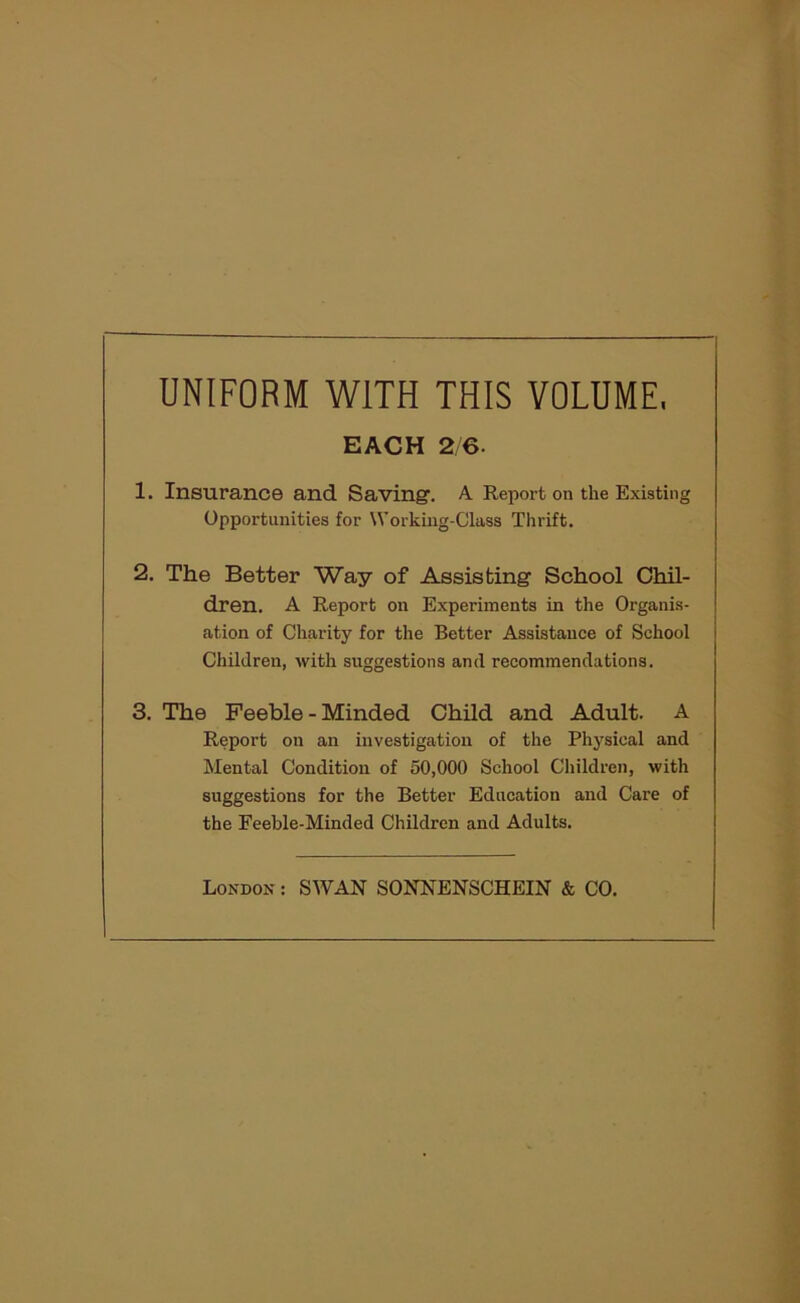 UNIFORM WITH THIS VOLUME,
EACH 2/6.
1. Insurance and Saving. A Report on the Existing
Opportunities for Working-Class Thrift.
2. The Better Way of Assisting School Chil-
dren. A Report on Experiments in the Organis-
ation of Charity for the Better Assistance of School
Children, with suggestions and recommendations.
3. The Feeble-Minded Child and Adult. A
Report on an investigation of the Physical and
Mental Condition of 50,000 School Children, with
suggestions for the Better Education and Care of
the Feeble-Minded Children and Adults.
London: SWAN SONNENSCHEIN & CO.